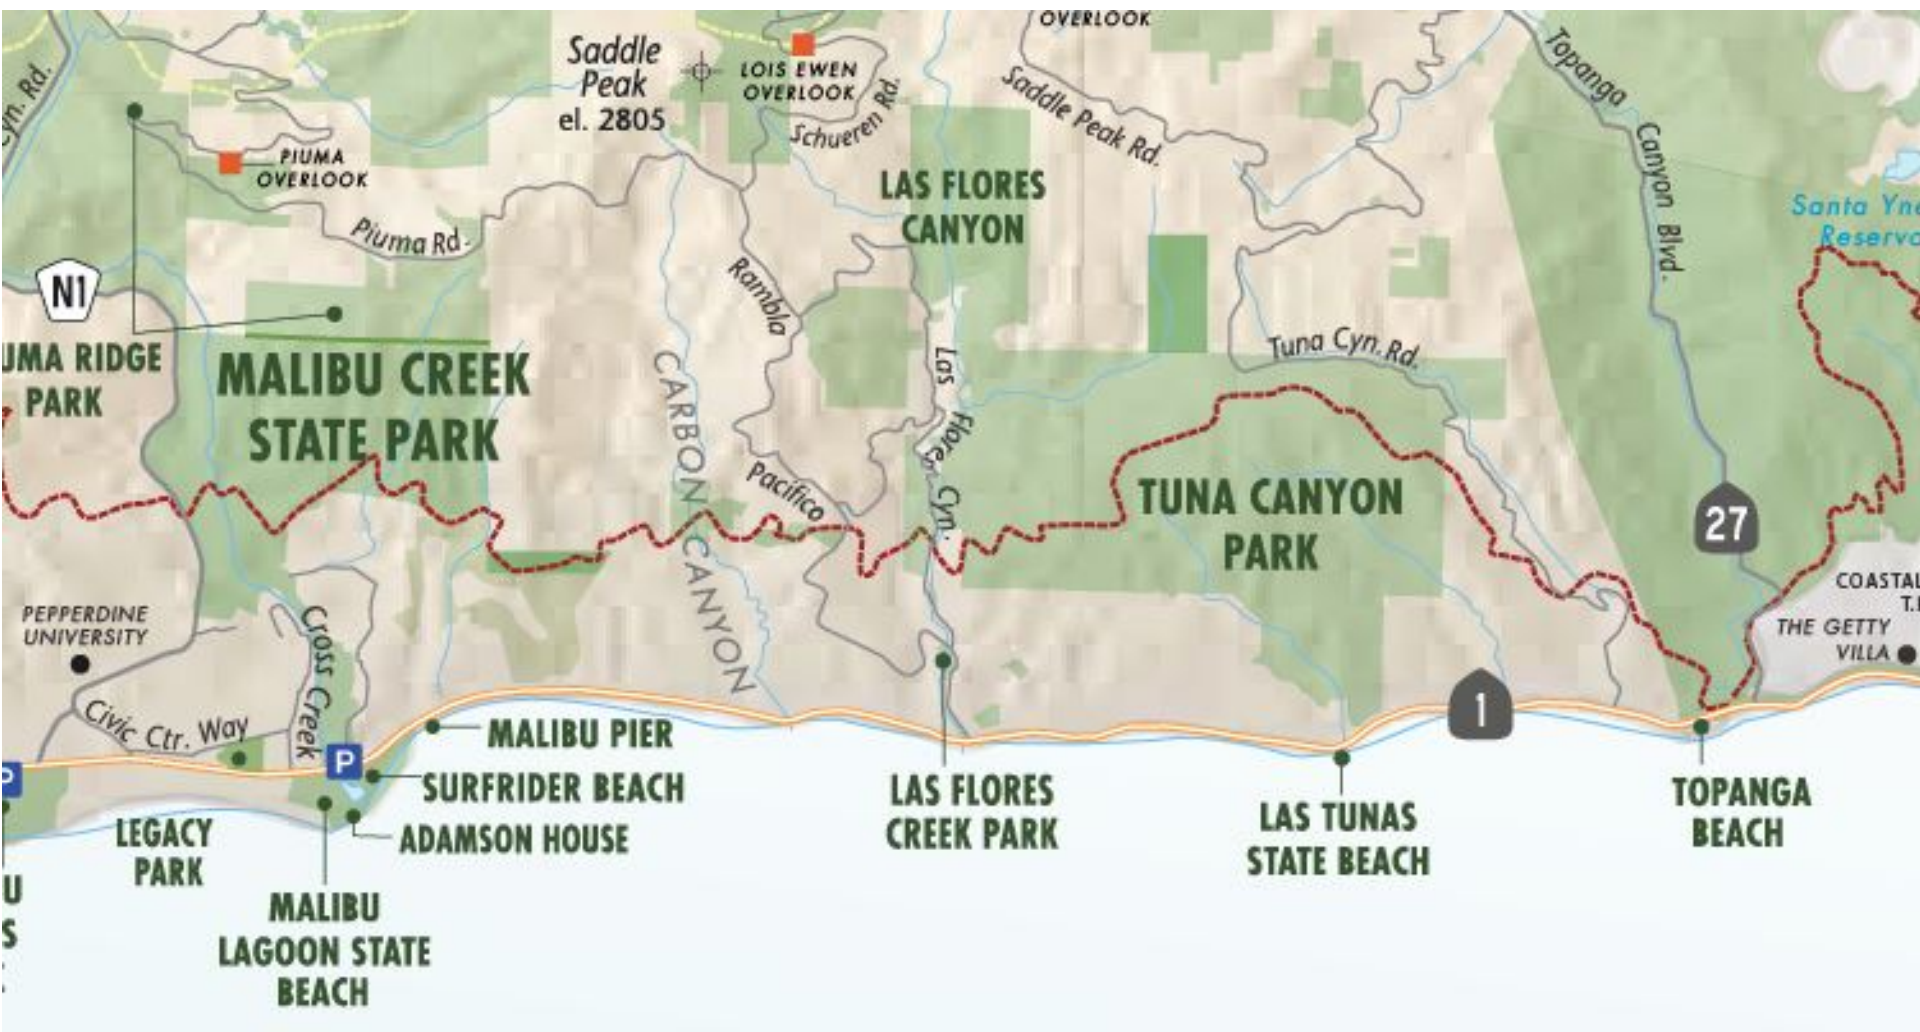 OVERLOOK
Saddle
Peak
el. 2805
LOIS EWEN
OVERLOOK
Schueren Rd.
Saddle Peak Rd.
Topanga
Canyon Blvd.
Cyn. Rd.
PIUMA
OVERLOOK
Piuma Rd.
LAS FLORES
CANYON
Santa Yne
Reservo
N1
Rambla
Pacifico
UMA RIDGE
PARK
MALIBU CREEK
STATE PARK
CARBON CANYON
Las Flores Cyn.
Tuna Cyn. Rd.
TUNA CANYON
PARK
27
COASTAL
T.
THE GETTY
VILLA
PEPPERDINE
UNIVERSITY
Cross Creek
Civic Ctr. Way
1
P
P
MALIBU PIER
SURFRIDER BEACH
ADAMSON HOUSE
LEGACY
PARK
MALIBU
LAGOON STATE
BEACH
LAS FLORES
CREEK PARK
LAS TUNAS
STATE BEACH
TOPANGA
BEACH
U
S